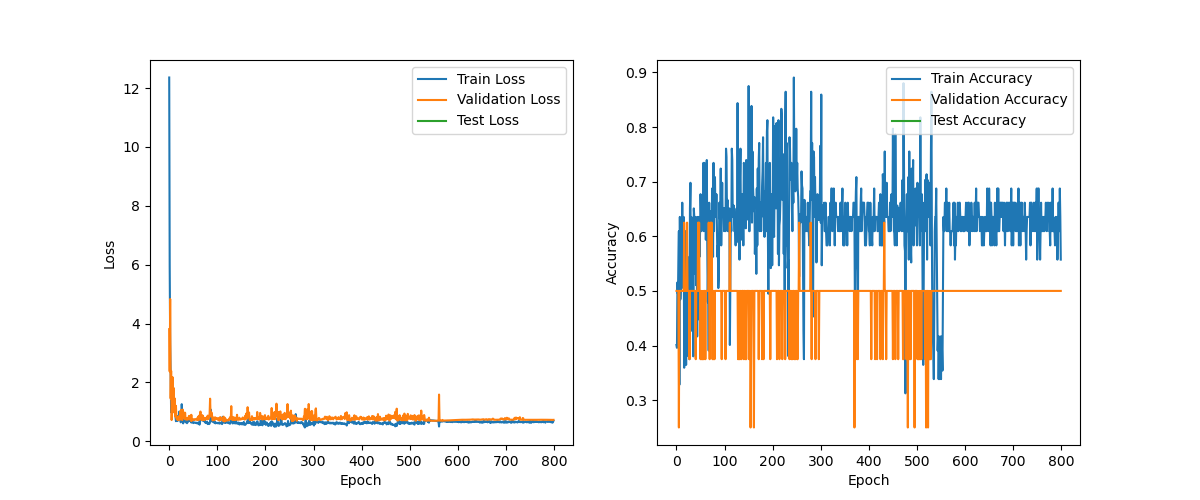 Train Loss
Validation Loss
Test Loss
12
10
8
6
4
2
0
Loss
0 100 200 300 400 500 600 700 800
Epoch
Train Accuracy
Validation Accuracy
Test Accuracy
0.9
0.8
0.7
0.6
0.5
0.4
0.3
Accuracy
0 100 200 300 400 500 600 700 800
Epoch